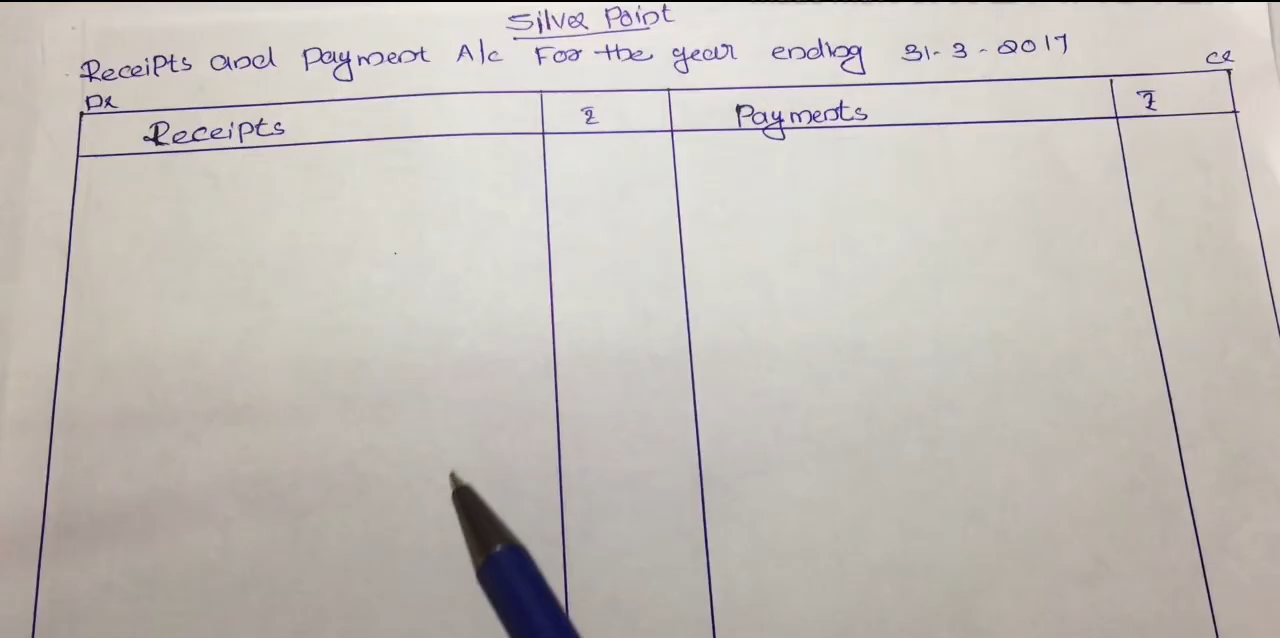 Silver Point
Receipts and Payment A/c For the year ending 31-3-2017
Dr Cr
Receipts ₹ Payments ₹